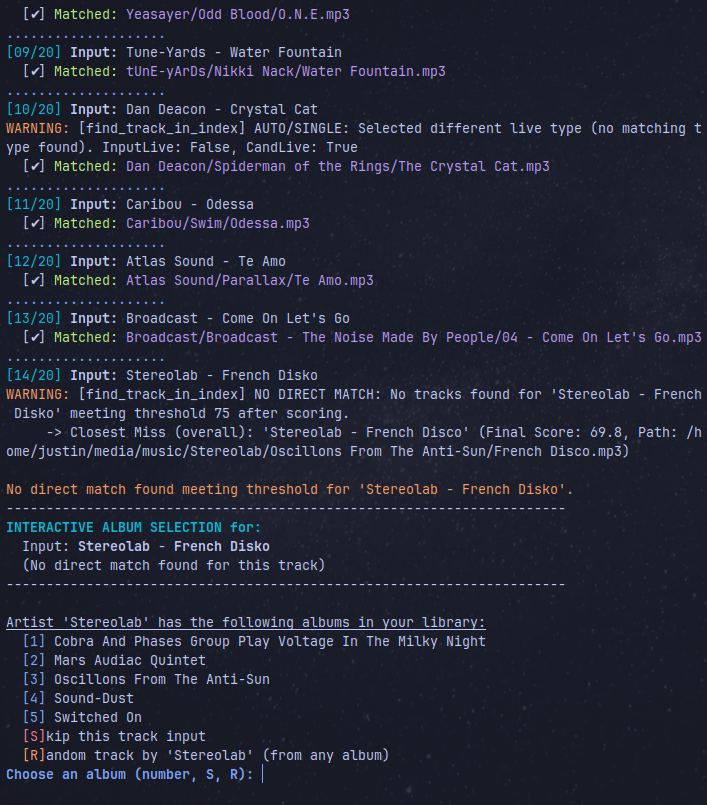 [✔] Matched: Yeasayer/Odd Blood/O.N.E.mp3
....................
[09/20] Input: Tune-Yards - Water Fountain
[✔] Matched: tUnE-yArDs/Nikki Nack/Water Fountain.mp3
....................
[10/20] Input: Dan Deacon - Crystal Cat
WARNING: [find_track_in_index] AUTO/SINGLE: Selected different live type (no matching t
ype found). InputLive: False, CandLive: True
[✔] Matched: Dan Deacon/Spiderman of the Rings/The Crystal Cat.mp3
....................
[11/20] Input: Caribou - Odessa
[✔] Matched: Caribou/Swim/Odessa.mp3
....................
[12/20] Input: Atlas Sound - Te Amo
[✔] Matched: Atlas Sound/Parallax/Te Amo.mp3
....................
[13/20] Input: Broadcast - Come On Let's Go
[✔] Matched: Broadcast/Broadcast - The Noise Made By People/04 - Come On Let's Go.mp3
....................
[14/20] Input: Stereolab - French Disko
WARNING: [find_track_in_index] NO DIRECT MATCH: No tracks found for 'Stereolab - French
Disko' meeting threshold 75 after scoring.
-> Closest Miss (overall): 'Stereolab - French Disco' (Final Score: 69.8, Path: /h
ome/justin/media/music/Stereolab/Oscillons From The Anti-Sun/French Disco.mp3)
No direct match found meeting threshold for 'Stereolab - French Disko'.
----------------------------------------------------------------------
INTERACTIVE ALBUM SELECTION for:
Input: Stereolab - French Disko
(No direct match found for this track)
----------------------------------------------------------------------
Artist 'Stereolab' has the following albums in your library:
[1] Cobra And Phases Group Play Voltage In The Milky Night
[2] Mars Audiac Quintet
[3] Oscillons From The Anti-Sun
[4] Sound-Dust
[5] Switched On
[S]kip this track input
[R]andom track by 'Stereolab' (from any album)
Choose an album (number, S, R):